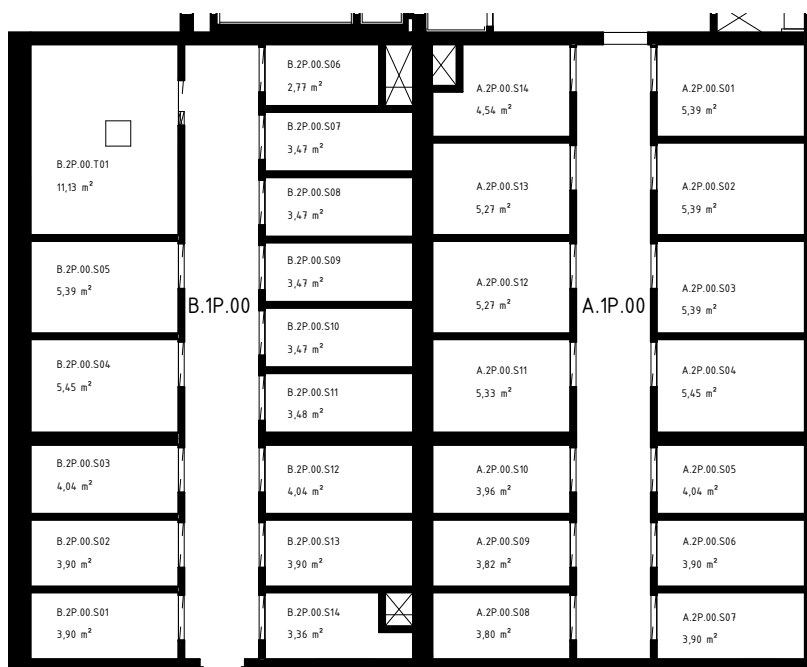 B.2P.00.T01
11,13 m²
B.2P.00.S05
5,39 m²
B.2P.00.S04
5,45 m²
B.2P.00.S03
4,04 m²
B.2P.00.S02
3,90 m²
B.2P.00.S01
3,90 m²
B.1P.00
B.2P.00.S06
2,77 m²
B.2P.00.S07
3,47 m²
B.2P.00.S08
3,47 m²
B.2P.00.S09
3,47 m²
B.2P.00.S10
3,47 m²
B.2P.00.S11
3,48 m²
B.2P.00.S12
4,04 m²
B.2P.00.S13
3,90 m²
B.2P.00.S14
3,36 m²
A.2P.00.S14
4,54 m²
A.2P.00.S13
5,27 m²
A.2P.00.S12
5,27 m²
A.2P.00.S11
5,33 m²
A.2P.00.S10
3,96 m²
A.2P.00.S09
3,82 m²
A.2P.00.S08
3,80 m²
A.1P.00
A.2P.00.S01
5,39 m²
A.2P.00.S02
5,39 m²
A.2P.00.S03
5,39 m²
A.2P.00.S04
5,45 m²
A.2P.00.S05
4,04 m²
A.2P.00.S06
3,90 m²
A.2P.00.S07
3,90 m²